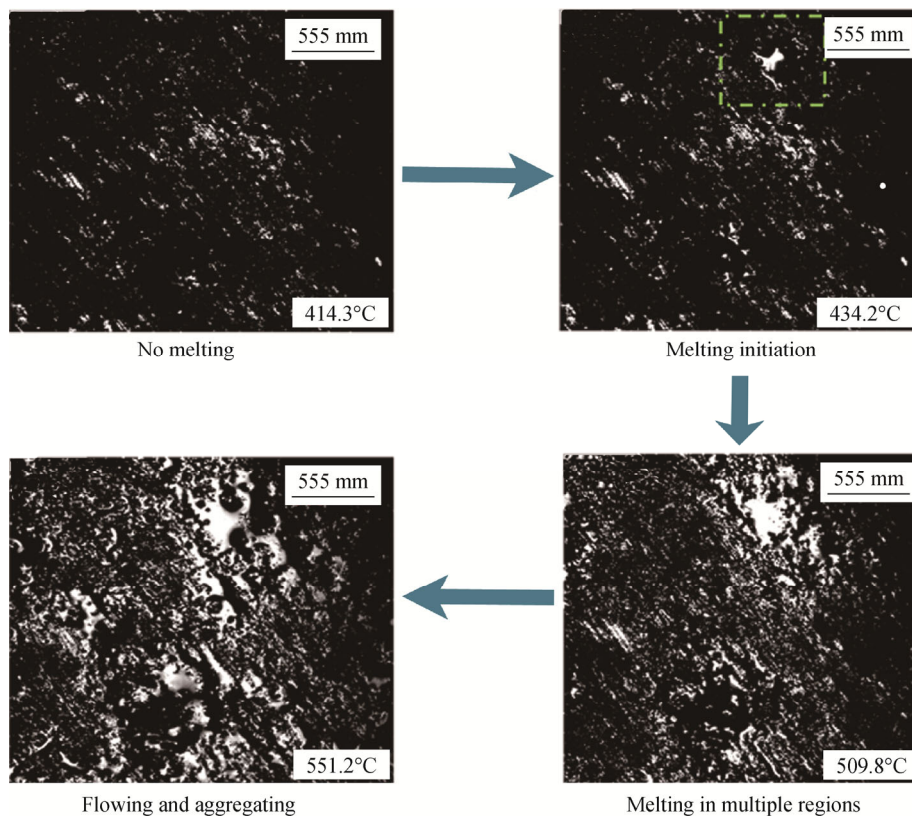 555 mm
414.3°C
No melting
555 mm
434.2°C
Melting initiation
555 mm
551.2°C
Flowing and aggregating
555 mm
509.8°C
Melting in multiple regions